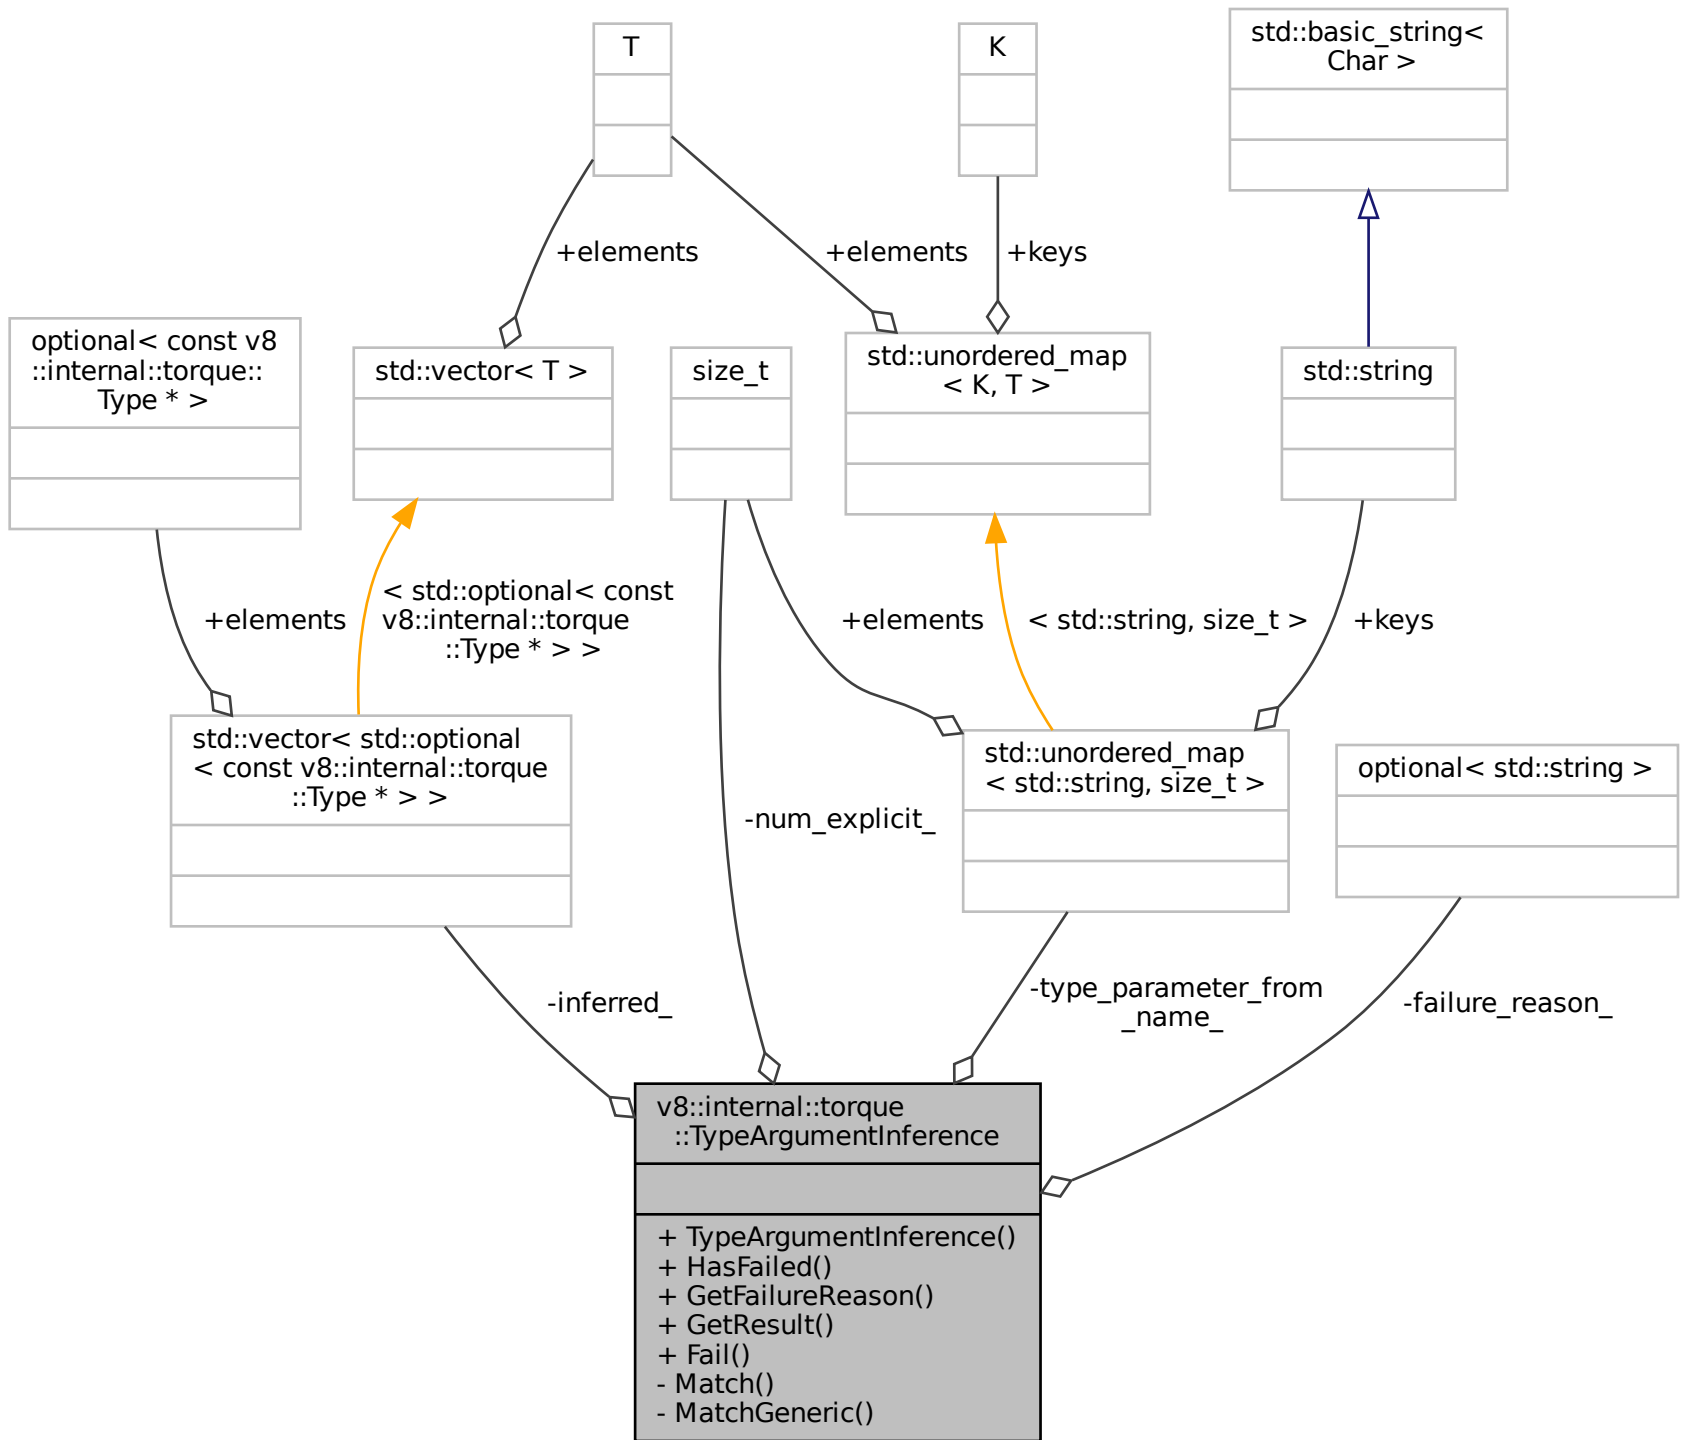 T
K
std::basic_string<
Char >
+elements
+elements
+keys
optional< const v8
::internal::torque::
Type * >
std::vector< T >
size_t
std::unordered_map
< K, T >
std::string
+elements
< std::optional< const
v8::internal::torque
::Type * > >
+elements
< std::string, size_t >
+keys
std::vector< std::optional
< const v8::internal::torque
::Type * > >
-num_explicit_
std::unordered_map
< std::string, size_t >
optional< std::string >
-inferred_
-type_parameter_from
_name_
-failure_reason_
v8::internal::torque
::TypeArgumentInference
+ TypeArgumentInference()
+ HasFailed()
+ GetFailureReason()
+ GetResult()
+ Fail()
- Match()
- MatchGeneric()